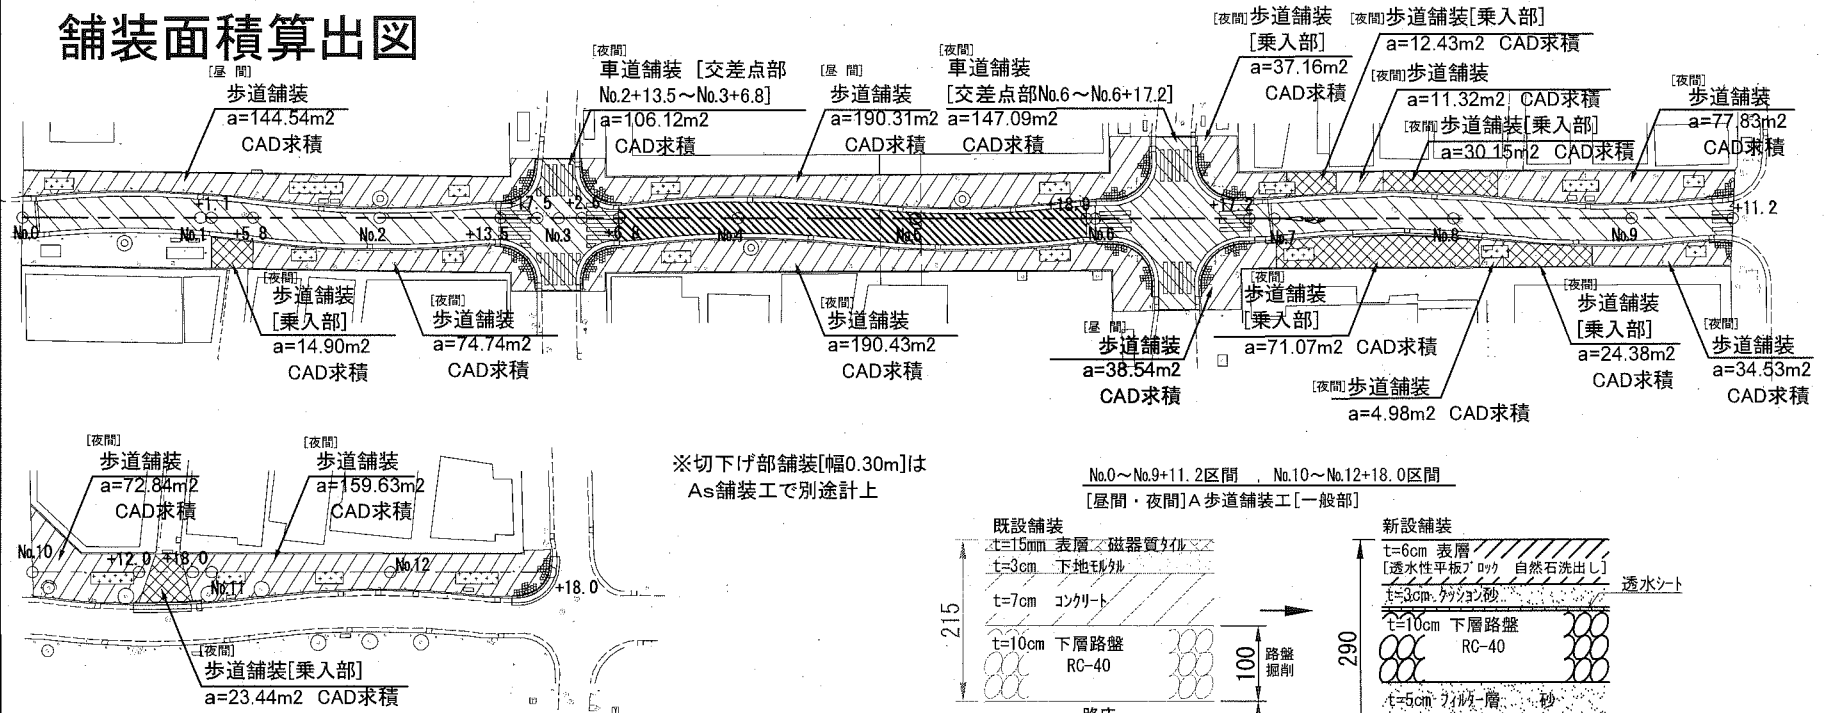 舗装面積算出図
[昼 間]
歩道舗装
a=144.54m2
CAD求積
[夜間]
車道舗装 [交差点部
No.2+13.5～No.3+6.8]
a=106.12m2
CAD求積
[昼 間]
歩道舗装
a=190.31m2
CAD求積
[夜間]
車道舗装
[交差点部No.6～No.6+17.2]
a=147.09m2
CAD求積
[夜間]歩道舗装
[乗入部]
a=37.16m2
CAD求積
[夜間]歩道舗装[乗入部]
a=12.43m2 CAD求積
[夜間]歩道舗装
a=11.32m2 CAD求積
[夜間]歩道舗装[乗入部]
a=30.15m2 CAD求積
[夜間]
歩道舗装
a=77.83m2
CAD求積
No.0
+1.1
No.1
+5.8
No.2
+13.5
No.3
+2.6
+6.8
No.4
No.5
+18.9
No.6
+17.2
No.7
No.8
No.9
+11.2
[夜間]
歩道舗装
[乗入部]
a=14.90m2
CAD求積
[夜間]
歩道舗装
a=74.74m2
CAD求積
[夜間]
歩道舗装
a=190.43m2
CAD求積
[昼 間]
歩道舗装
a=38.54m2
CAD求積
[夜間]
歩道舗装
[乗入部]
a=71.07m2 CAD求積
[夜間]歩道舗装
a=4.98m2 CAD求積
[夜間]
歩道舗装
[乗入部]
a=24.38m2
CAD求積
[夜間]
歩道舗装
a=34.53m2
CAD求積
[夜間]
歩道舗装
a=72.84m2
CAD求積
[夜間]
歩道舗装
a=159.63m2
CAD求積
No.10
+12.0
+18.0
No.11
No.12
+18.0
[夜間]
歩道舗装[乗入部]
a=23.44m2 CAD求積
※切下げ部舗装[幅0.30m]は
As舗装工で別途計上
No.0～No.9+11.2区間 , No.10～No.12+18.0区間
[昼間・夜間]A歩道舗装工[一般部]
既設舗装
t=15mm 表層 磁器質ﾀｲﾙ
t=3cm 下地ﾓﾙﾀﾙ
t=7cm ｺﾝｸﾘｰﾄ
t=10cm 下層路盤
RC-40
215
100
路盤
掘削
新設舗装
t=6cm 表層
[透水性平板ﾌﾞﾛｯｸ 自然石洗出し]
t=3cm ｸｯｼｮﾝ砂
透水ｼｰﾄ
t=10cm 下層路盤
RC-40
290
t=5cm ﾌｨﾙﾀｰ層 砂